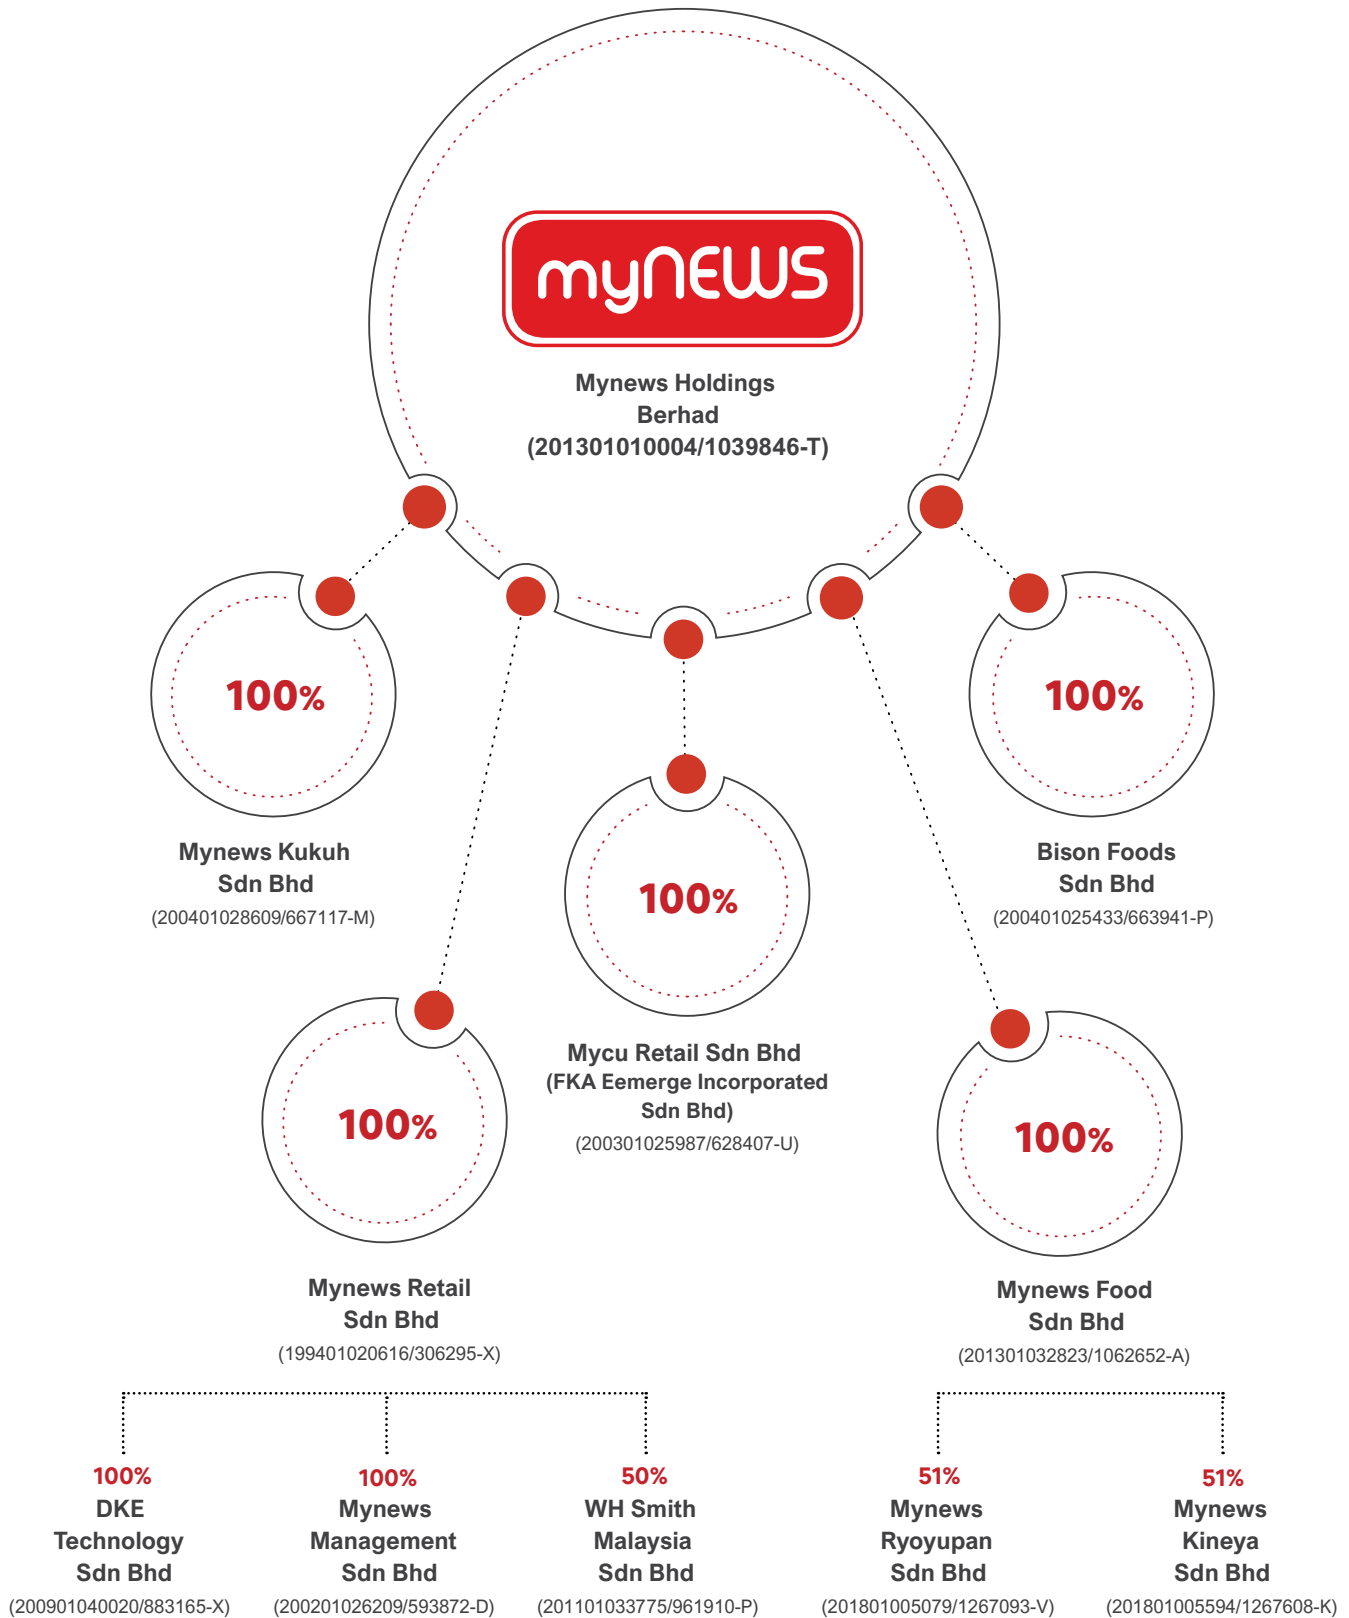 myNEWS
Mynews Holdings
Berhad
(201301010004/1039846-T)
100%
Mynews Kukuh
Sdn Bhd
(200401028609/667117-M)
100%
Bison Foods
Sdn Bhd
(200401025433/663941-P)
100%
Mycu Retail Sdn Bhd
(FKA Eemerge Incorporated
Sdn Bhd)
(200301025987/628407-U)
100%
Mynews Retail
Sdn Bhd
(199401020616/306295-X)
100%
Mynews Food
Sdn Bhd
(201301032823/1062652-A)
100%
DKE
Technology
Sdn Bhd
(200901040020/883165-X)
100%
Mynews
Management
Sdn Bhd
(200201026209/593872-D)
50%
WH Smith
Malaysia
Sdn Bhd
(201101033775/961910-P)
51%
Mynews
Ryoyupan
Sdn Bhd
(201801005079/1267093-V)
51%
Mynews
Kineya
Sdn Bhd
(201801005594/1267608-K)